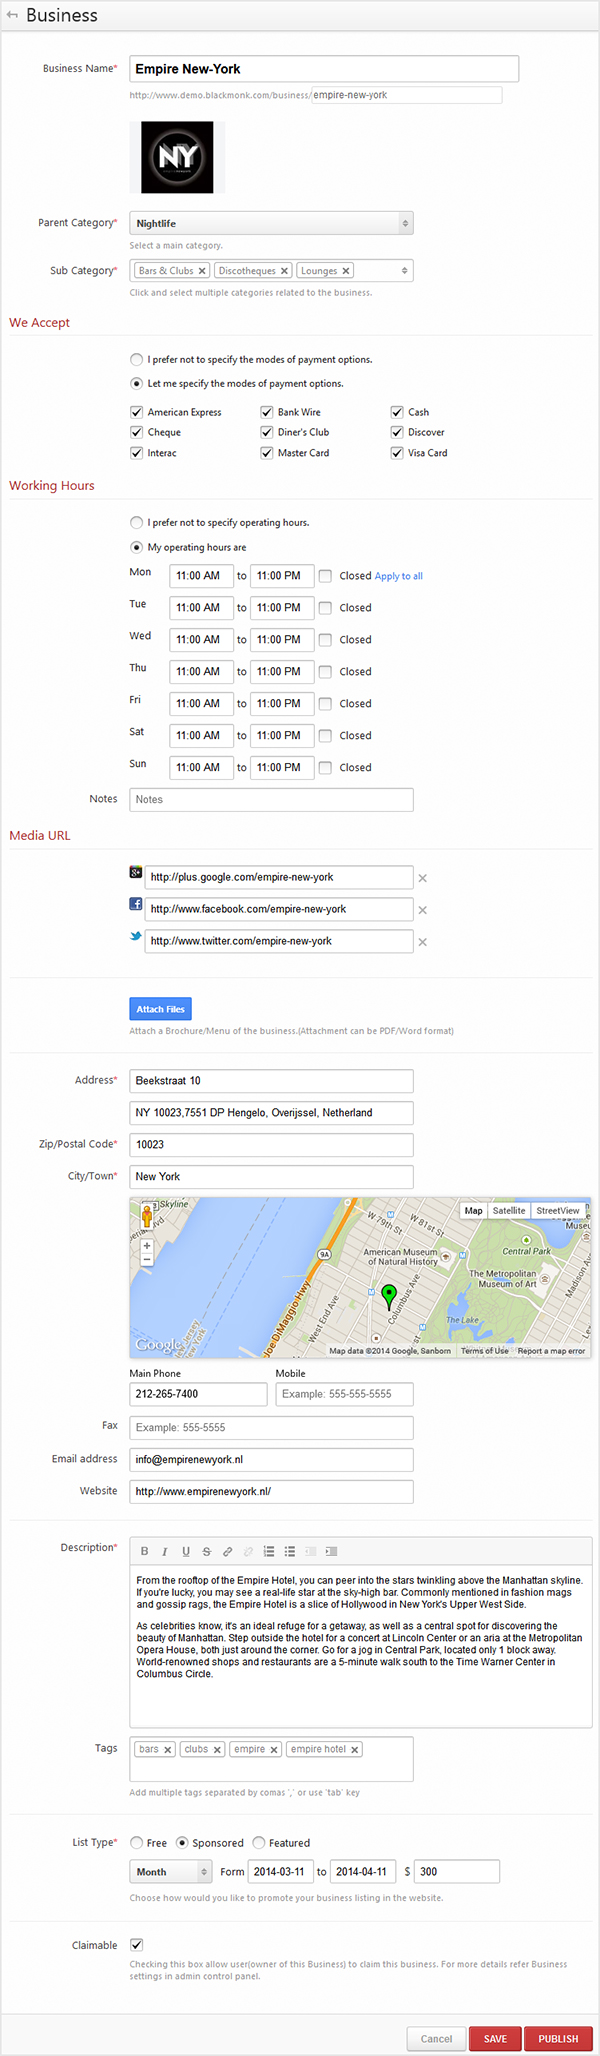 Business
Business Name* Empire New-York
http://www.demo.blackmonk.com/business/ empire-new-york
NY
Parent Category* Nightlife
Select a main category.
Sub Category* Bars & Clubs Discotheques Lounges
Click and select multiple categories related to the business.
We Accept
I prefer not to specify the modes of payment options.
Let me specify the modes of payment options.
American Express Bank Wire Cash
Cheque Diner's Club Discover
Interac Master Card Visa Card
Working Hours
I prefer not to specify operating hours.
My operating hours are
Mon 11:00 AM to 11:00 PM Closed Apply to all
Tue 11:00 AM to 11:00 PM Closed
Wed 11:00 AM to 11:00 PM Closed
Thu 11:00 AM to 11:00 PM Closed
Fri 11:00 AM to 11:00 PM Closed
Sat 11:00 AM to 11:00 PM Closed
Sun 11:00 AM to 11:00 PM Closed
Notes Notes
Media URL
http://plus.google.com/empire-new-york
http://www.facebook.com/empire-new-york
http://www.twitter.com/empire-new-york
Attach Files
Attach a Brochure/Menu of the business.(Attachment can be PDF/Word format)
Address* Beekstraat 10
NY 10023,7551 DP Hengelo, Overijssel, Netherland
Zip/Postal Code* 10023
City/Town* New York
Skyline
Map Satellite StreetView
W 79th St
W 81st St
9A
American Museum
of Natural History
Central Park
The Metropolitan
Museum of Art
Madison Av
Joe DiMaggio Hwy
West End Ave
Columbus Ave
The Lake
New Jersey
New York
Google
Map data ©2014 Google, Sanborn Terms of Use Report a map error
Main Phone Mobile
212-265-7400 Example: 555-555-5555
Fax Example: 555-5555
Email address info@empirenewyork.nl
Website http://www.empirenewyork.nl/
Description* B I U S
From the rooftop of the Empire Hotel, you can peer into the stars twinkling above the Manhattan skyline.
If you're lucky, you may see a real-life star at the sky-high bar. Commonly mentioned in fashion mags
and gossip rags, the Empire Hotel is a slice of Hollywood in New York's Upper West Side.
As celebrities know, it's an ideal refuge for a getaway, as well as a central spot for discovering the
beauty of Manhattan. Step outside the hotel for a concert at Lincoln Center or an aria at the Metropolitan
Opera House, both just around the corner. Go for a jog in Central Park, located only 1 block away.
World-renowned shops and restaurants are a 5-minute walk south to the Time Warner Center in
Columbus Circle.
Tags bars clubs empire empire hotel
Add multiple tags separated by comas ',' or use 'tab' key
List Type* Free Sponsored Featured
Month Form 2014-03-11 to 2014-04-11 $ 300
Choose how would you like to promote your business listing in the website.
Claimable
Checking this box allow user(owner of this Business) to claim this business. For more details refer Business
settings in admin control panel.
Cancel SAVE PUBLISH